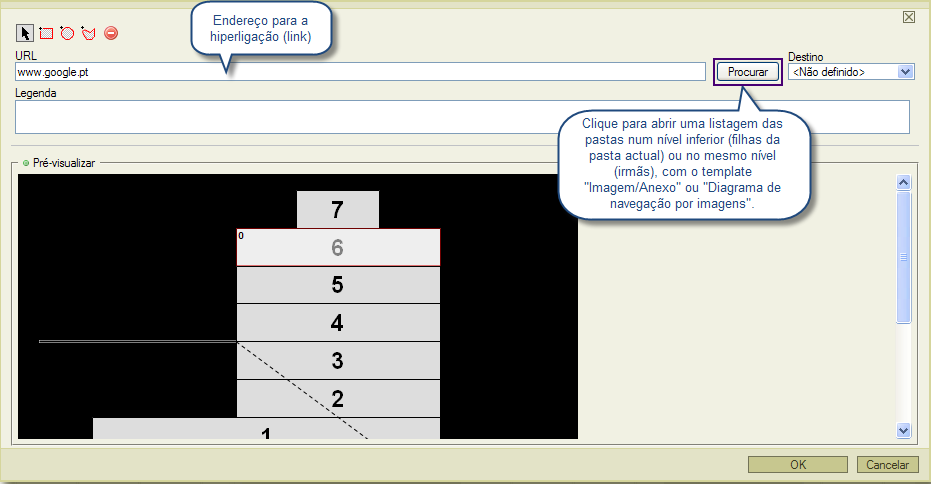 Endereço para a
hiperligação (link)
URL
www.google.pt
Procurar
Destino
<Não definido>
Legenda
Clique para abrir uma listagem das
pastas num nível inferior (filhas da
pasta actual) ou no mesmo nível
(irmãs), com o template
"Imagem/Anexo" ou "Diagrama de
navegação por imagens".
Pré-visualizar
7
0
6
5
4
3
2
1
OK
Cancelar